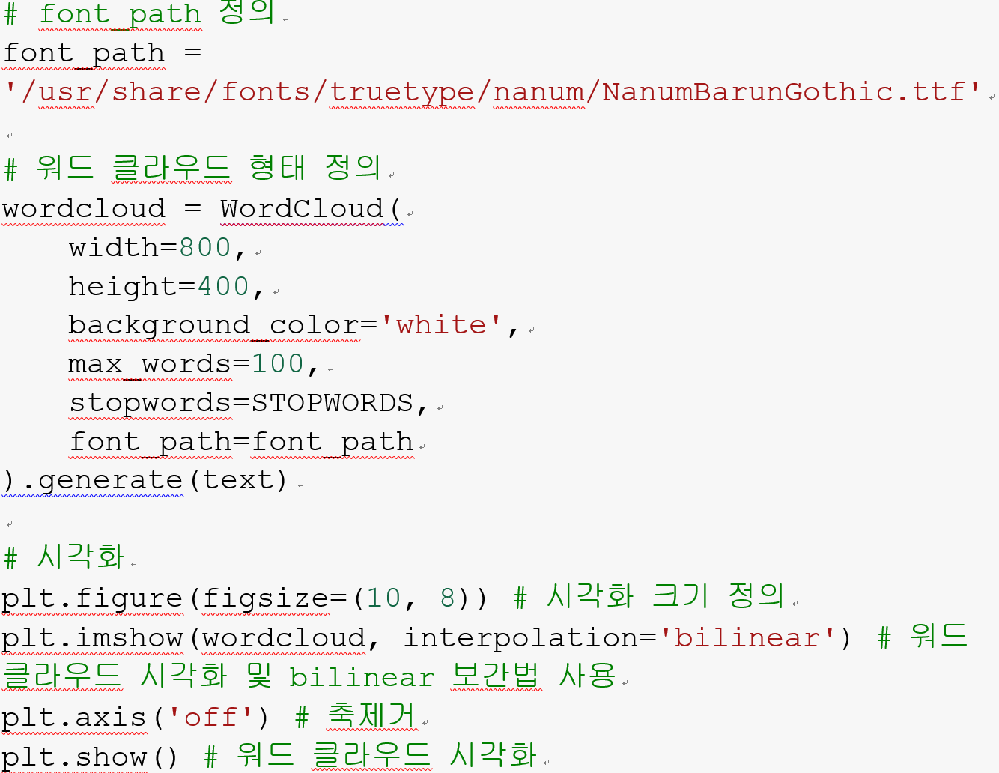 # font_path 정의
font_path =
'/usr/share/fonts/truetype/nanum/NanumBarunGothic.ttf'
# 워드 클라우드 형태 정의
wordcloud = WordCloud(
    width=800,
    height=400,
    background_color='white',
    max_words=100,
    stopwords=STOPWORDS,
    font_path=font_path
).generate(text)
# 시각화
plt.figure(figsize=(10, 8)) # 시각화 크기 정의
plt.imshow(wordcloud, interpolation='bilinear') # 워드
클라우드 시각화 및 bilinear 보간법 사용
plt.axis('off') # 축제거
plt.show() # 워드 클라우드 시각화